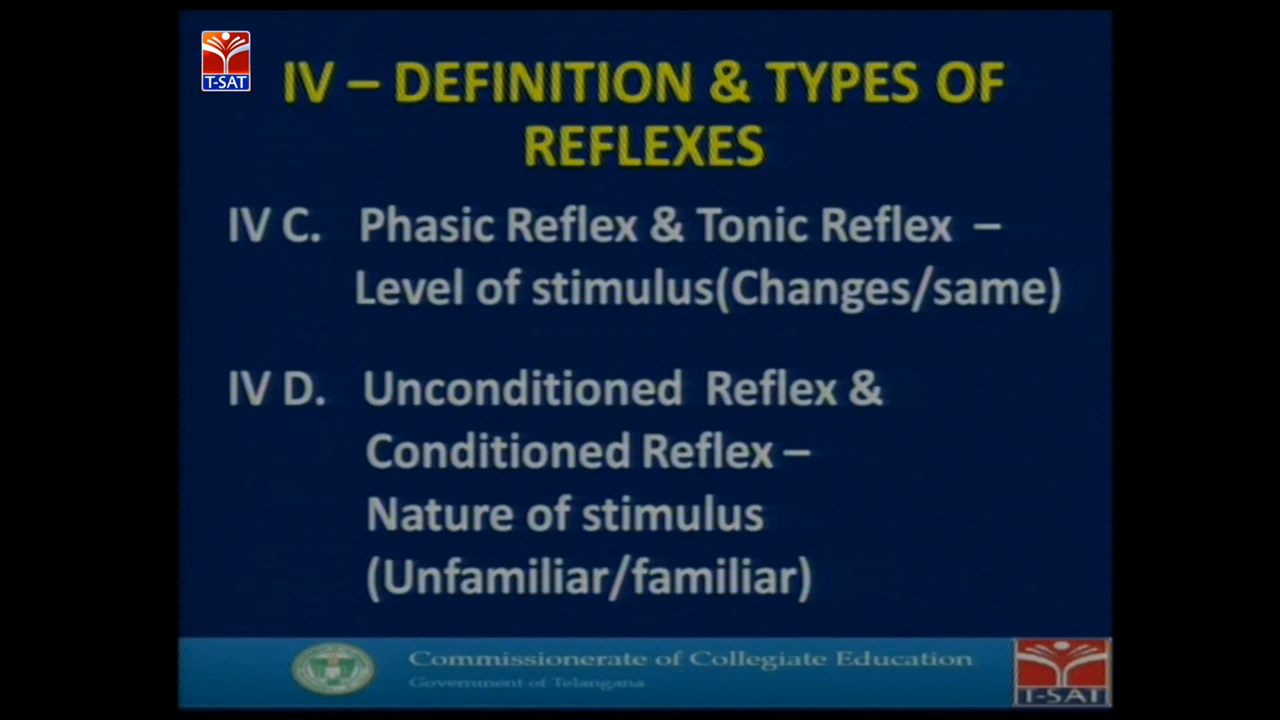 T-SAT
IV – DEFINITION & TYPES OF
REFLEXES
IV C. Phasic Reflex & Tonic Reflex –
Level of stimulus(Changes/same)
IV D. Unconditioned Reflex &
Conditioned Reflex –
Nature of stimulus
(Unfamiliar/familiar)
Commissionerate of Collegiate Education
Government of Telangana
T-SAT